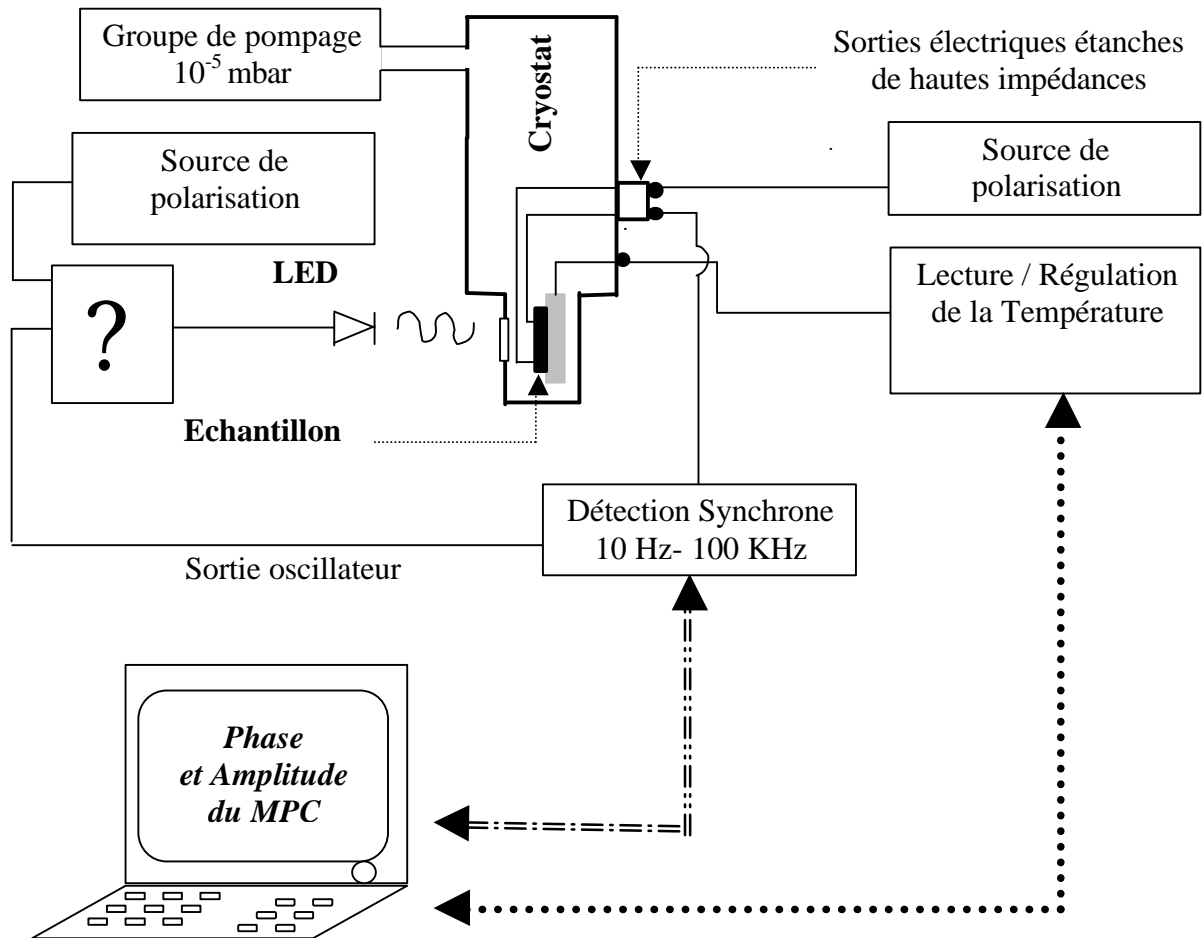 Groupe de pompage
10⁻⁵ mbar
Cryostat
Sorties électriques étanches
de hautes impédances
Source de
polarisation
Source de
polarisation
LED
?
Lecture / Régulation
de la Température
Echantillon
Détection Synchrone
10 Hz- 100 KHz
Sortie oscillateur
Phase
et Amplitude
du MPC